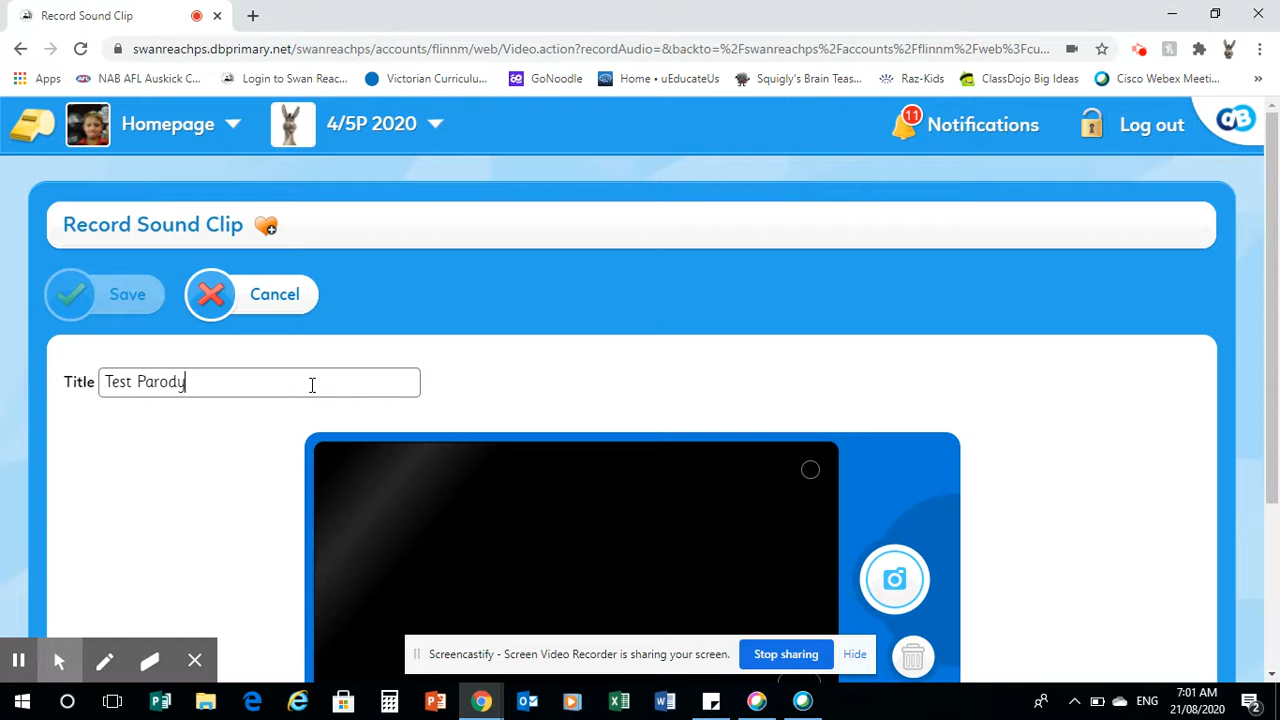 Record Sound Clip
swanreachps.dbprimary.net/swanreachps/accounts/flinnm/web/Video.action?recordAudio=&backto=%2Fswanreachps%2Faccounts%2Fflinnm%2Fweb%3Fcu...
Apps NAB AFL Auskick C... Login to Swan Reac... Victorian Curriculu... GoNoodle Home • uEducateUs Squigly's Brain Teas... Raz-Kids ClassDojo Big Ideas Cisco Webex Meeti...
Homepage 4/5P 2020 11 Notifications Log out dB
Record Sound Clip
Save Cancel
Title Test Parody
Screencastify - Screen Video Recorder is sharing your screen. Stop sharing Hide
ENG 7:01 AM
21/08/2020 2